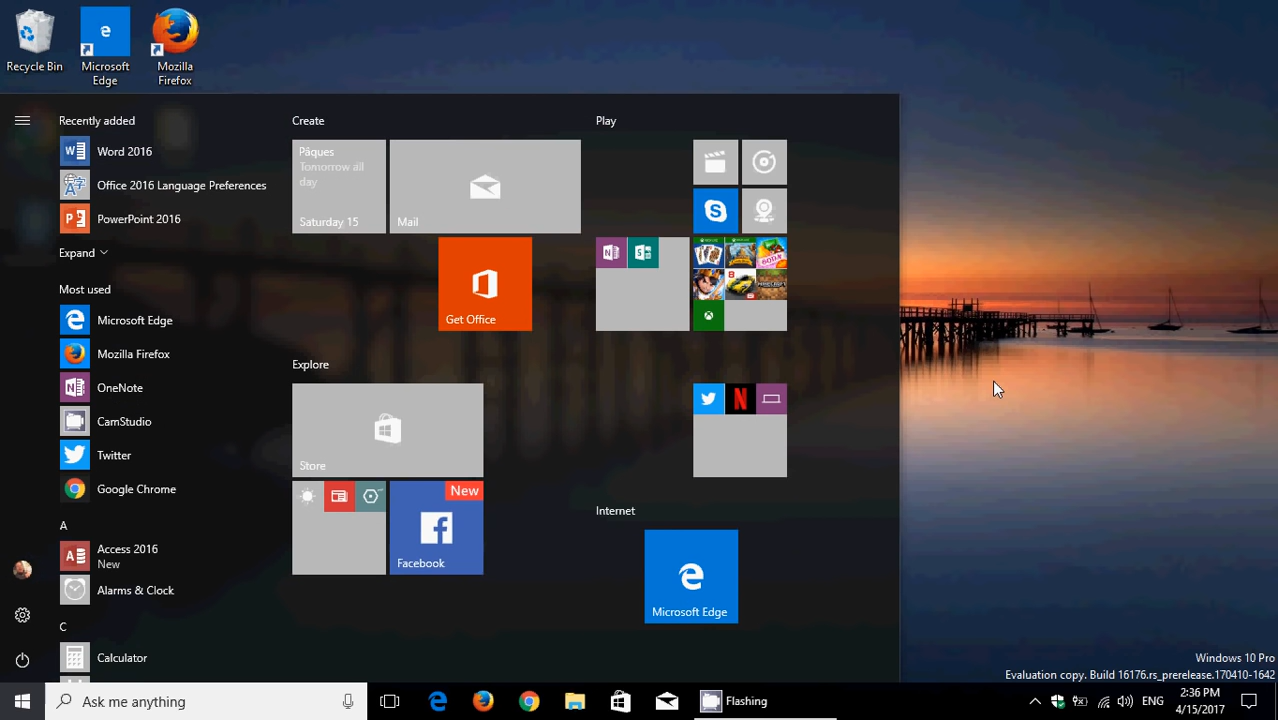 Recycle Bin
Microsoft Edge
Mozilla Firefox
Recently added
Word 2016
Office 2016 Language Preferences
PowerPoint 2016
Expand
Most used
Microsoft Edge
Mozilla Firefox
OneNote
CamStudio
Twitter
Google Chrome
A
Access 2016
New
Alarms & Clock
C
Calculator
Create
Pâques
Tomorrow all
day
Saturday 15
Mail
Get Office
Explore
Store
New
Facebook
Play
Internet
Microsoft Edge
Windows 10 Pro
Evaluation copy. Build 16176.rs_prerelease.170410-1642
Ask me anything
Flashing
ENG
2:36 PM
4/15/2017